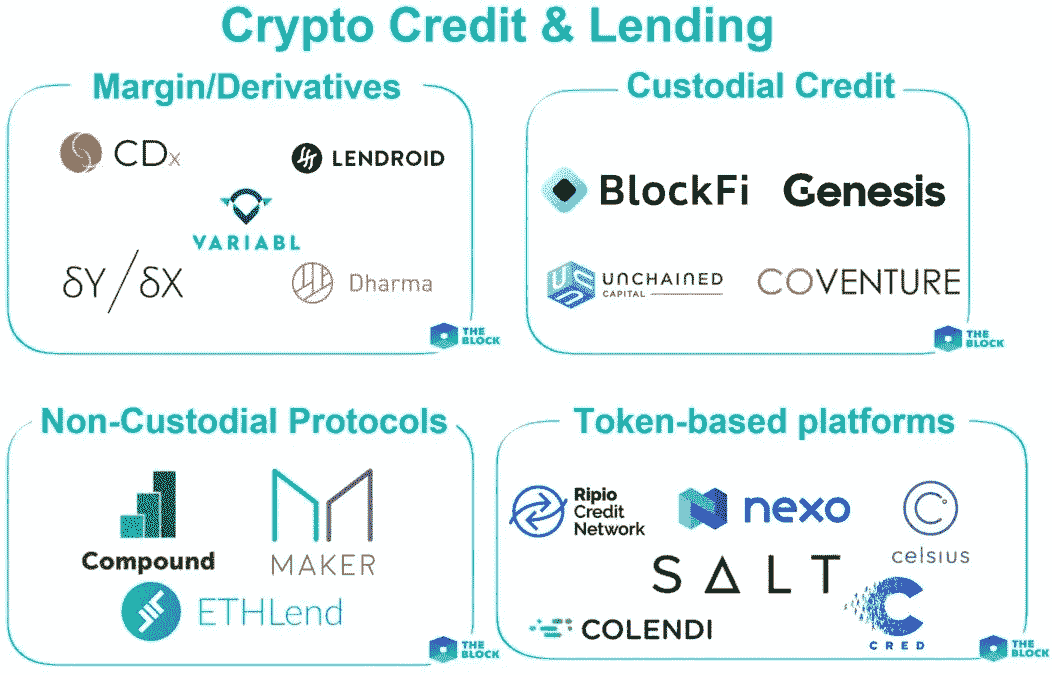 Crypto Credit & Lending
Margin/Derivatives
CDx
LENDROID
VARIABL
δY/δX
Dharma
THE
BLOCK
Custodial Credit
BlockFi
Genesis
UNCHAINED
CAPITAL
COVENTURE
THE
BLOCK
Non-Custodial Protocols
Compound
MAKER
ETHLend
THE
BLOCK
Token-based platforms
Ripio
Credit
Network
nexo
celsius
SALT
COLENDI
CRED
THE
BLOCK